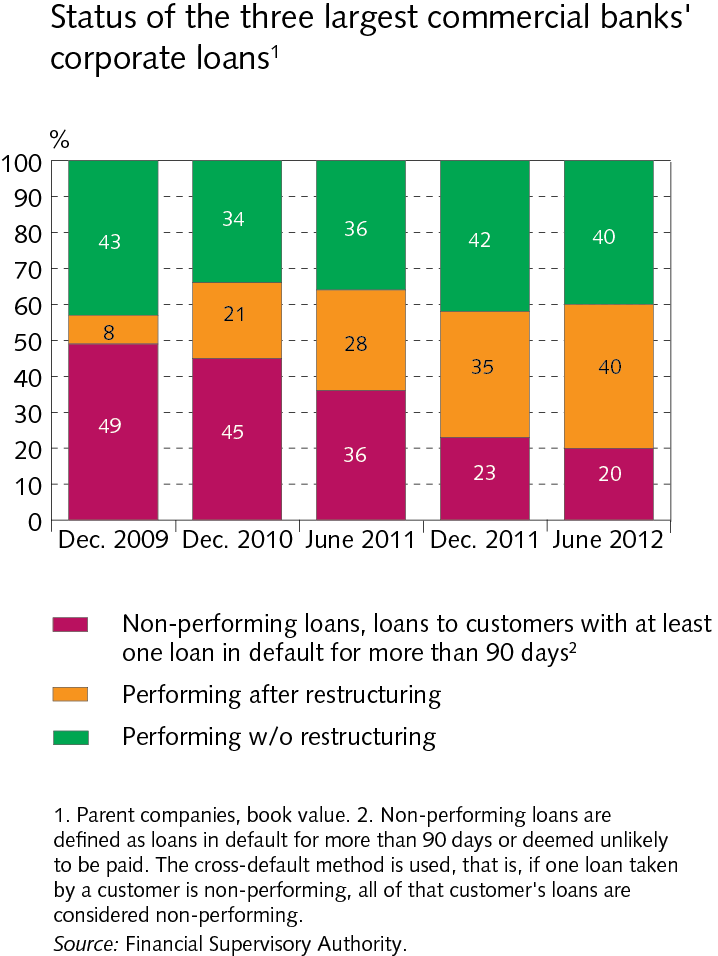 Status of the three largest commercial banks'
corporate loans¹
%
100
90
80
70
60
50
40
30
20
10
0
43
8
49
34
21
45
36
28
36
42
35
23
40
40
20
Dec. 2009 Dec. 2010 June 2011 Dec. 2011 June 2012
Non-performing loans, loans to customers with at least
one loan in default for more than 90 days²
Performing after restructuring
Performing w/o restructuring
1. Parent companies, book value. 2. Non-performing loans are
defined as loans in default for more than 90 days or deemed unlikely
to be paid. The cross-default method is used, that is, if one loan taken
by a customer is non-performing, all of that customer's loans are
considered non-performing.
Source: Financial Supervisory Authority.